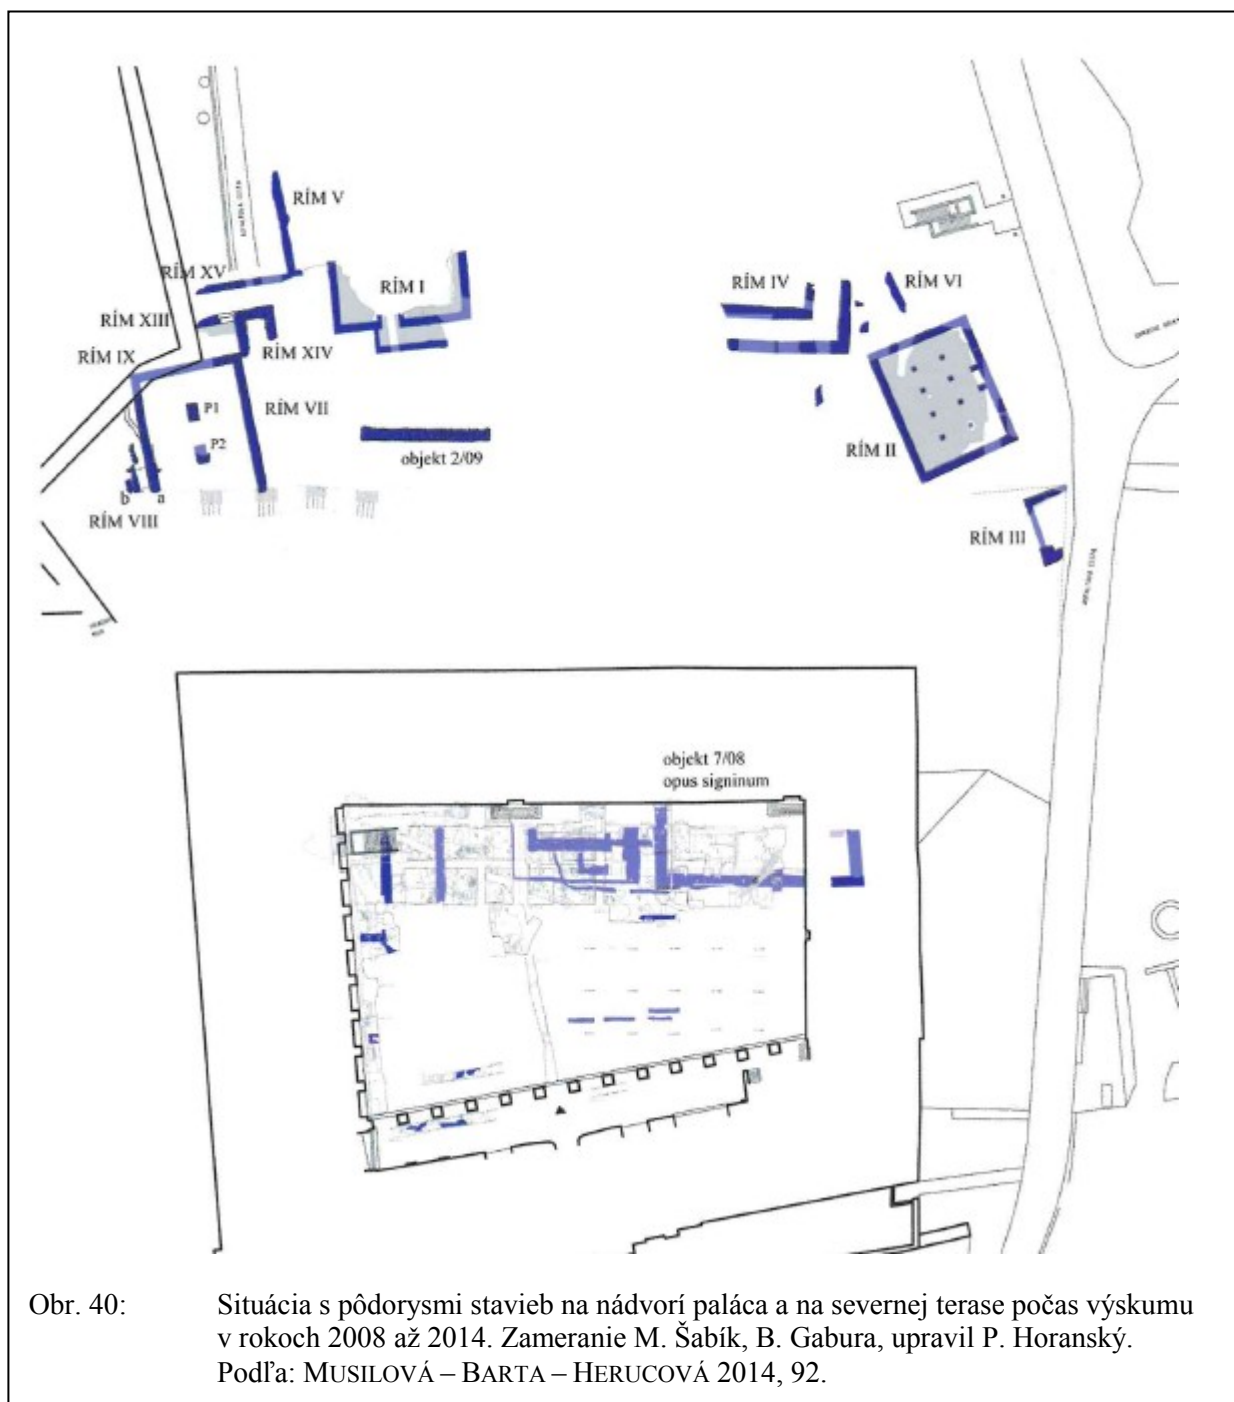 RÍM V
RÍM XV
RÍM I
RÍM IV
RÍM VI
RÍM XIII
RÍM XIV
RÍM IX
P1
RÍM VII
P2
objekt 2/09
RÍM II
b a
RÍM VIII
RÍM III
objekt 7/08
opus signinum
Obr. 40: Situácia s pôdorysmi stavieb na nádvorí paláca a na severnej terase počas výskumu
v rokoch 2008 až 2014. Zameranie M. Šabík, B. Gabura, upravil P. Horanský.
Podľa: MUSILOVÁ – BARTA – HERUCOVÁ 2014, 92.